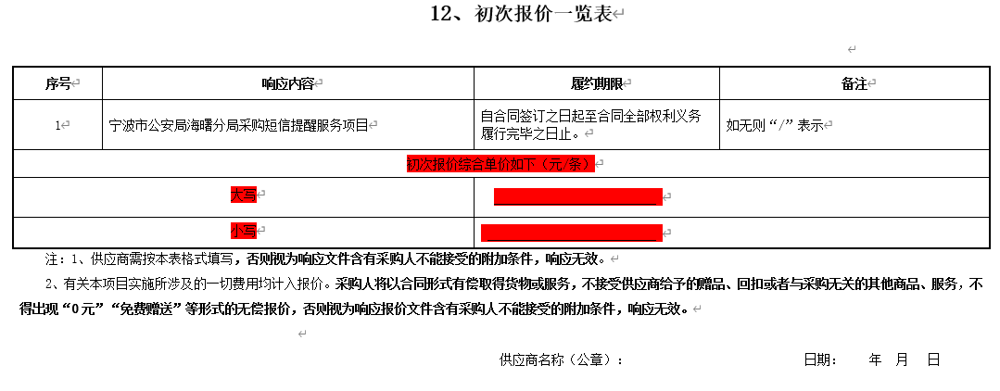 12、初次报价一览表
序号 响应内容 履约期限 备注
1 宁波市公安局海曙分局采购短信提醒服务项目 自合同签订之日起至合同全部权利义务
履行完毕之日止。 如无则“/”表示
初次报价综合单价如下（元/条）
大写
小写
注：1、供应商需按本表格式填写，否则视为响应文件含有采购人不能接受的附加条件，响应无效。
2、有关本项目实施所涉及的一切费用均计入报价。采购人将以合同形式有偿取得货物或服务，不接受供应商给予的赠品、回扣或者与采购无关的其他商品、服务，不
得出现“0元”“免费赠送”等形式的无偿报价，否则视为响应报价文件含有采购人不能接受的附加条件，响应无效。
供应商名称（公章）： 日期： 年 月 日